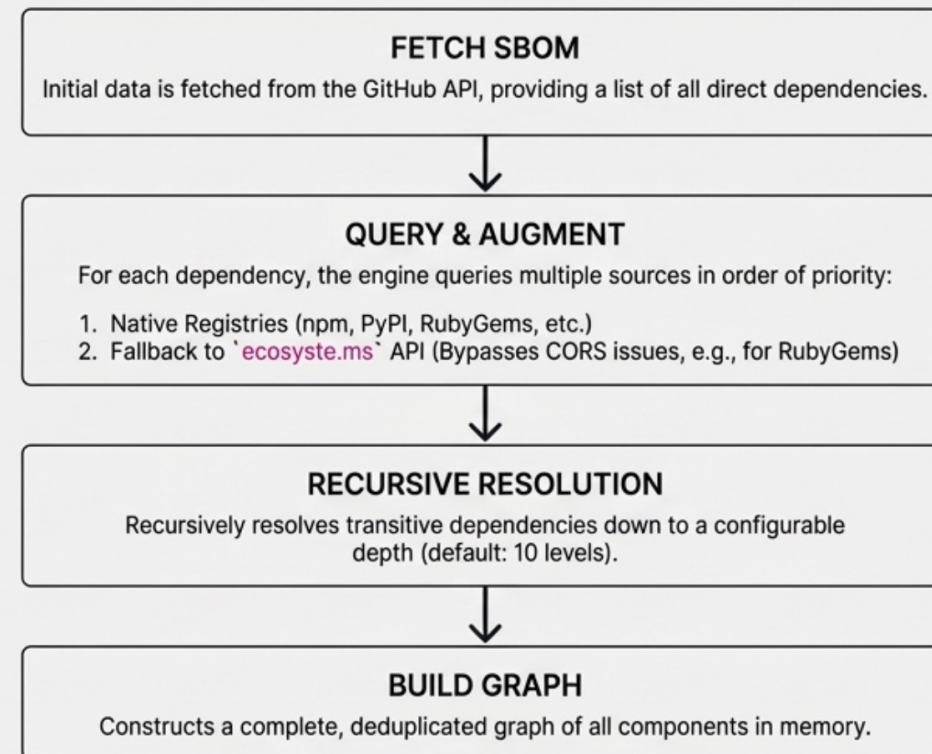 FETCH SBOM
Initial data is fetched from the GitHub API, providing a list of all direct dependencies.
QUERY & AUGMENT
For each dependency, the engine queries multiple sources in order of priority:
1. Native Registries (npm, PyPI, RubyGems, etc.)
2. Fallback to `ecosyste.ms` API (Bypasses CORS issues, e.g., for RubyGems)
RECURSIVE RESOLUTION
Recursively resolves transitive dependencies down to a configurable
depth (default: 10 levels).
BUILD GRAPH
Constructs a complete, deduplicated graph of all components in memory.